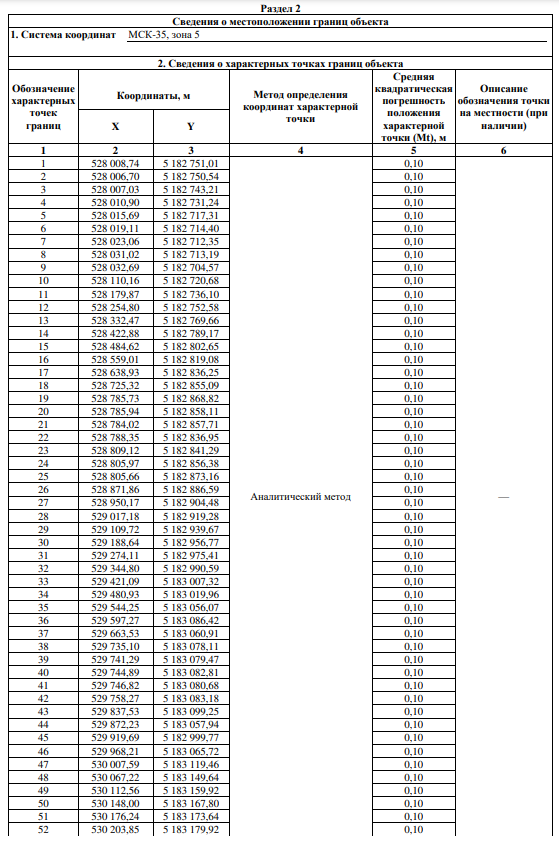 Раздел 2
Сведения о местоположении границ объекта
1. Система координат МСК-35, зона 5
2. Сведения о характерных точках границ объекта
Обозначение характерных точек границ
Координаты, м
X
Y
Метод определения координат характерной точки
Средняя квадратическая погрешность положения характерной точки (Mt), м
Описание обозначения точки на местности (при наличии)
1 2 3 4 5 6
1 528 008,74 5 182 751,01 0,10
2 528 006,70 5 182 750,54 0,10
3 528 007,03 5 182 743,21 0,10
4 528 010,90 5 182 731,24 0,10
5 528 015,69 5 182 717,31 0,10
6 528 019,11 5 182 714,40 0,10
7 528 023,06 5 182 712,35 0,10
8 528 031,02 5 182 713,19 0,10
9 528 032,69 5 182 704,57 0,10
10 528 110,16 5 182 720,68 0,10
11 528 179,87 5 182 736,10 0,10
12 528 254,80 5 182 752,58 0,10
13 528 332,47 5 182 769,66 0,10
14 528 422,88 5 182 789,17 0,10
15 528 484,62 5 182 802,65 0,10
16 528 559,01 5 182 819,08 0,10
17 528 638,93 5 182 836,25 0,10
18 528 725,32 5 182 855,09 0,10
19 528 785,73 5 182 868,82 0,10
20 528 785,94 5 182 858,11 0,10
21 528 784,02 5 182 857,71 0,10
22 528 788,35 5 182 836,95 0,10
23 528 809,12 5 182 841,29 0,10
24 528 805,97 5 182 856,38 0,10
25 528 805,66 5 182 873,16 0,10
26 528 871,86 5 182 886,59 0,10
27 528 950,17 5 182 904,48 Аналитический метод 0,10 —
28 529 017,18 5 182 919,28 0,10
29 529 109,72 5 182 939,67 0,10
30 529 188,64 5 182 956,77 0,10
31 529 274,11 5 182 975,41 0,10
32 529 344,80 5 182 990,59 0,10
33 529 421,09 5 183 007,32 0,10
34 529 480,93 5 183 019,96 0,10
35 529 544,25 5 183 056,07 0,10
36 529 597,27 5 183 086,42 0,10
37 529 663,53 5 183 060,91 0,10
38 529 735,10 5 183 078,11 0,10
39 529 741,29 5 183 079,47 0,10
40 529 744,89 5 183 082,81 0,10
41 529 746,82 5 183 080,68 0,10
42 529 758,27 5 183 083,18 0,10
43 529 837,53 5 183 099,25 0,10
44 529 872,23 5 183 057,94 0,10
45 529 919,69 5 182 999,77 0,10
46 529 968,21 5 183 065,72 0,10
47 530 007,59 5 183 119,46 0,10
48 530 067,22 5 183 149,64 0,10
49 530 112,56 5 183 159,92 0,10
50 530 148,00 5 183 167,80 0,10
51 530 176,24 5 183 173,64 0,10
52 530 203,85 5 183 179,92 0,10